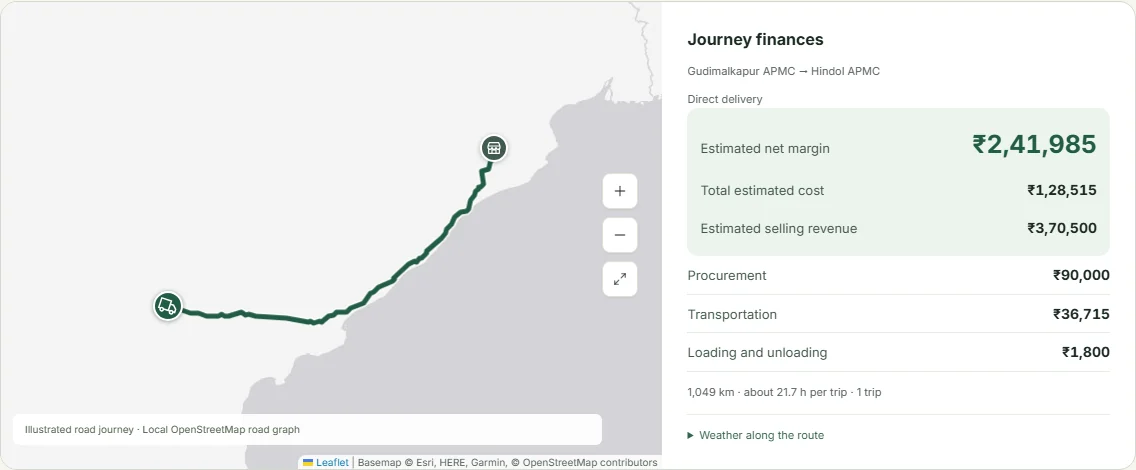 Journey finances
Gudimalkapur APMC → Hindol APMC
Direct delivery
Estimated net margin ₹2,41,985
Total estimated cost ₹1,28,515
Estimated selling revenue ₹3,70,500
Procurement ₹90,000
Transportation ₹36,715
Loading and unloading ₹1,800
1,049 km · about 21.7 h per trip · 1 trip
▶ Weather along the route
+
−
Illustrated road journey · Local OpenStreetMap road graph
Leaflet | Basemap © Esri, HERE, Garmin, © OpenStreetMap contributors